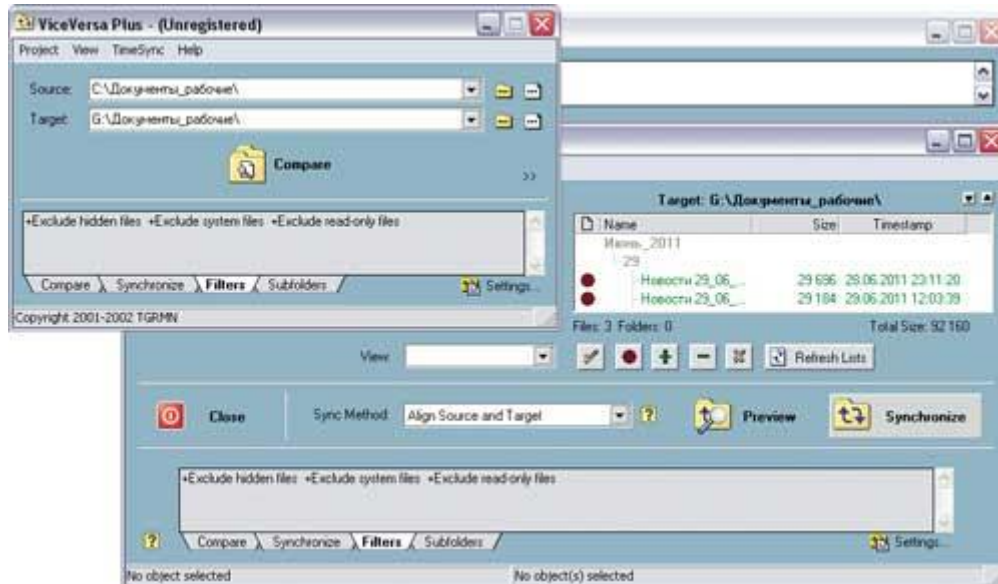 ViceVersa Plus - (Unregistered)
Project View TimeSync Help
Source: C:\Документы_рабочие\
Target: G:\Документы_рабочие\
Compare
>>
+Exclude hidden files +Exclude system files +Exclude read-only files
Compare Synchronize Filters Subfolders
Settings...
Copyright 2001-2002 TGRMN
Target: G:\Документы_рабочие\
Name Size Timestamp
Июнь_2011
29
Новости 29_06_... 29 696 28.06.2011 23:11:20
Новости 29_06_... 29 184 29.06.2011 12:03:39
Files: 3 Folders: 0 Total Size: 92 160
View:
Refresh Lists
Close
Sync Method: Align Source and Target
Preview
Synchronize
+Exclude hidden files +Exclude system files +Exclude read-only files
Compare Synchronize Filters Subfolders
Settings...
No object selected
No object(s) selected